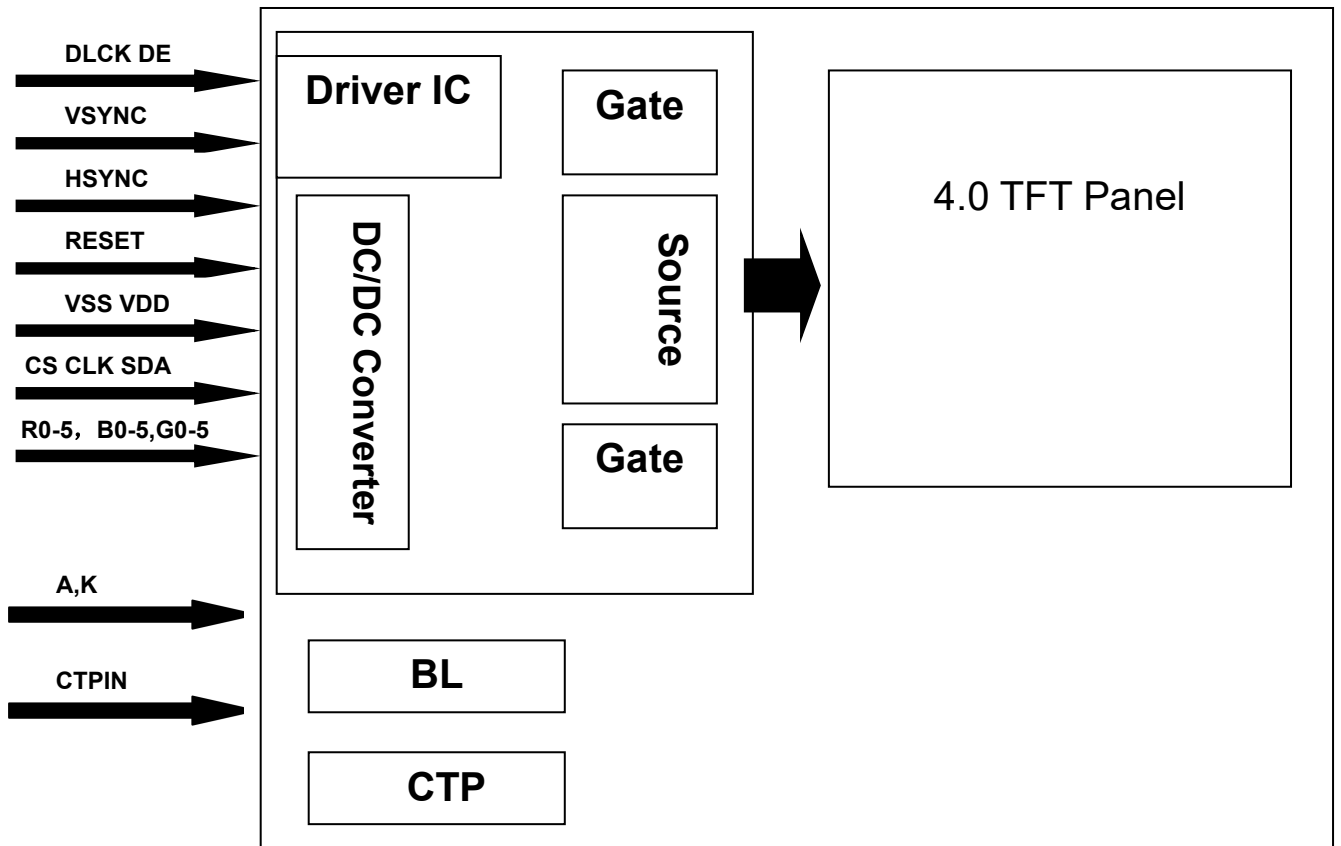 DLCK DE
VSYNC
HSYNC
RESET
VSS VDD
CS CLK SDA
R0-5，B0-5,G0-5
A,K
CTPIN
Driver IC
DC/DC Converter
Gate
Source
Gate
BL
CTP
4.0 TFT Panel